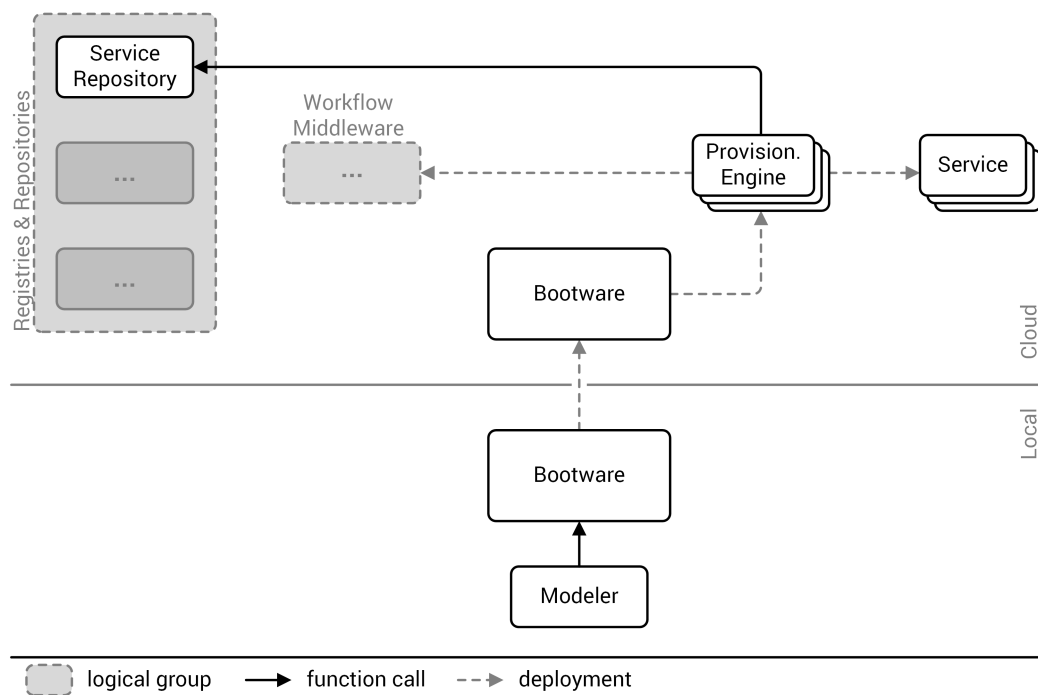 Service
Repository
Registries & Repositories
...
...
Workflow
Middleware
...
Provision.
Engine
Service
Bootware
Cloud
Local
Bootware
Modeler
logical group
function call
deployment